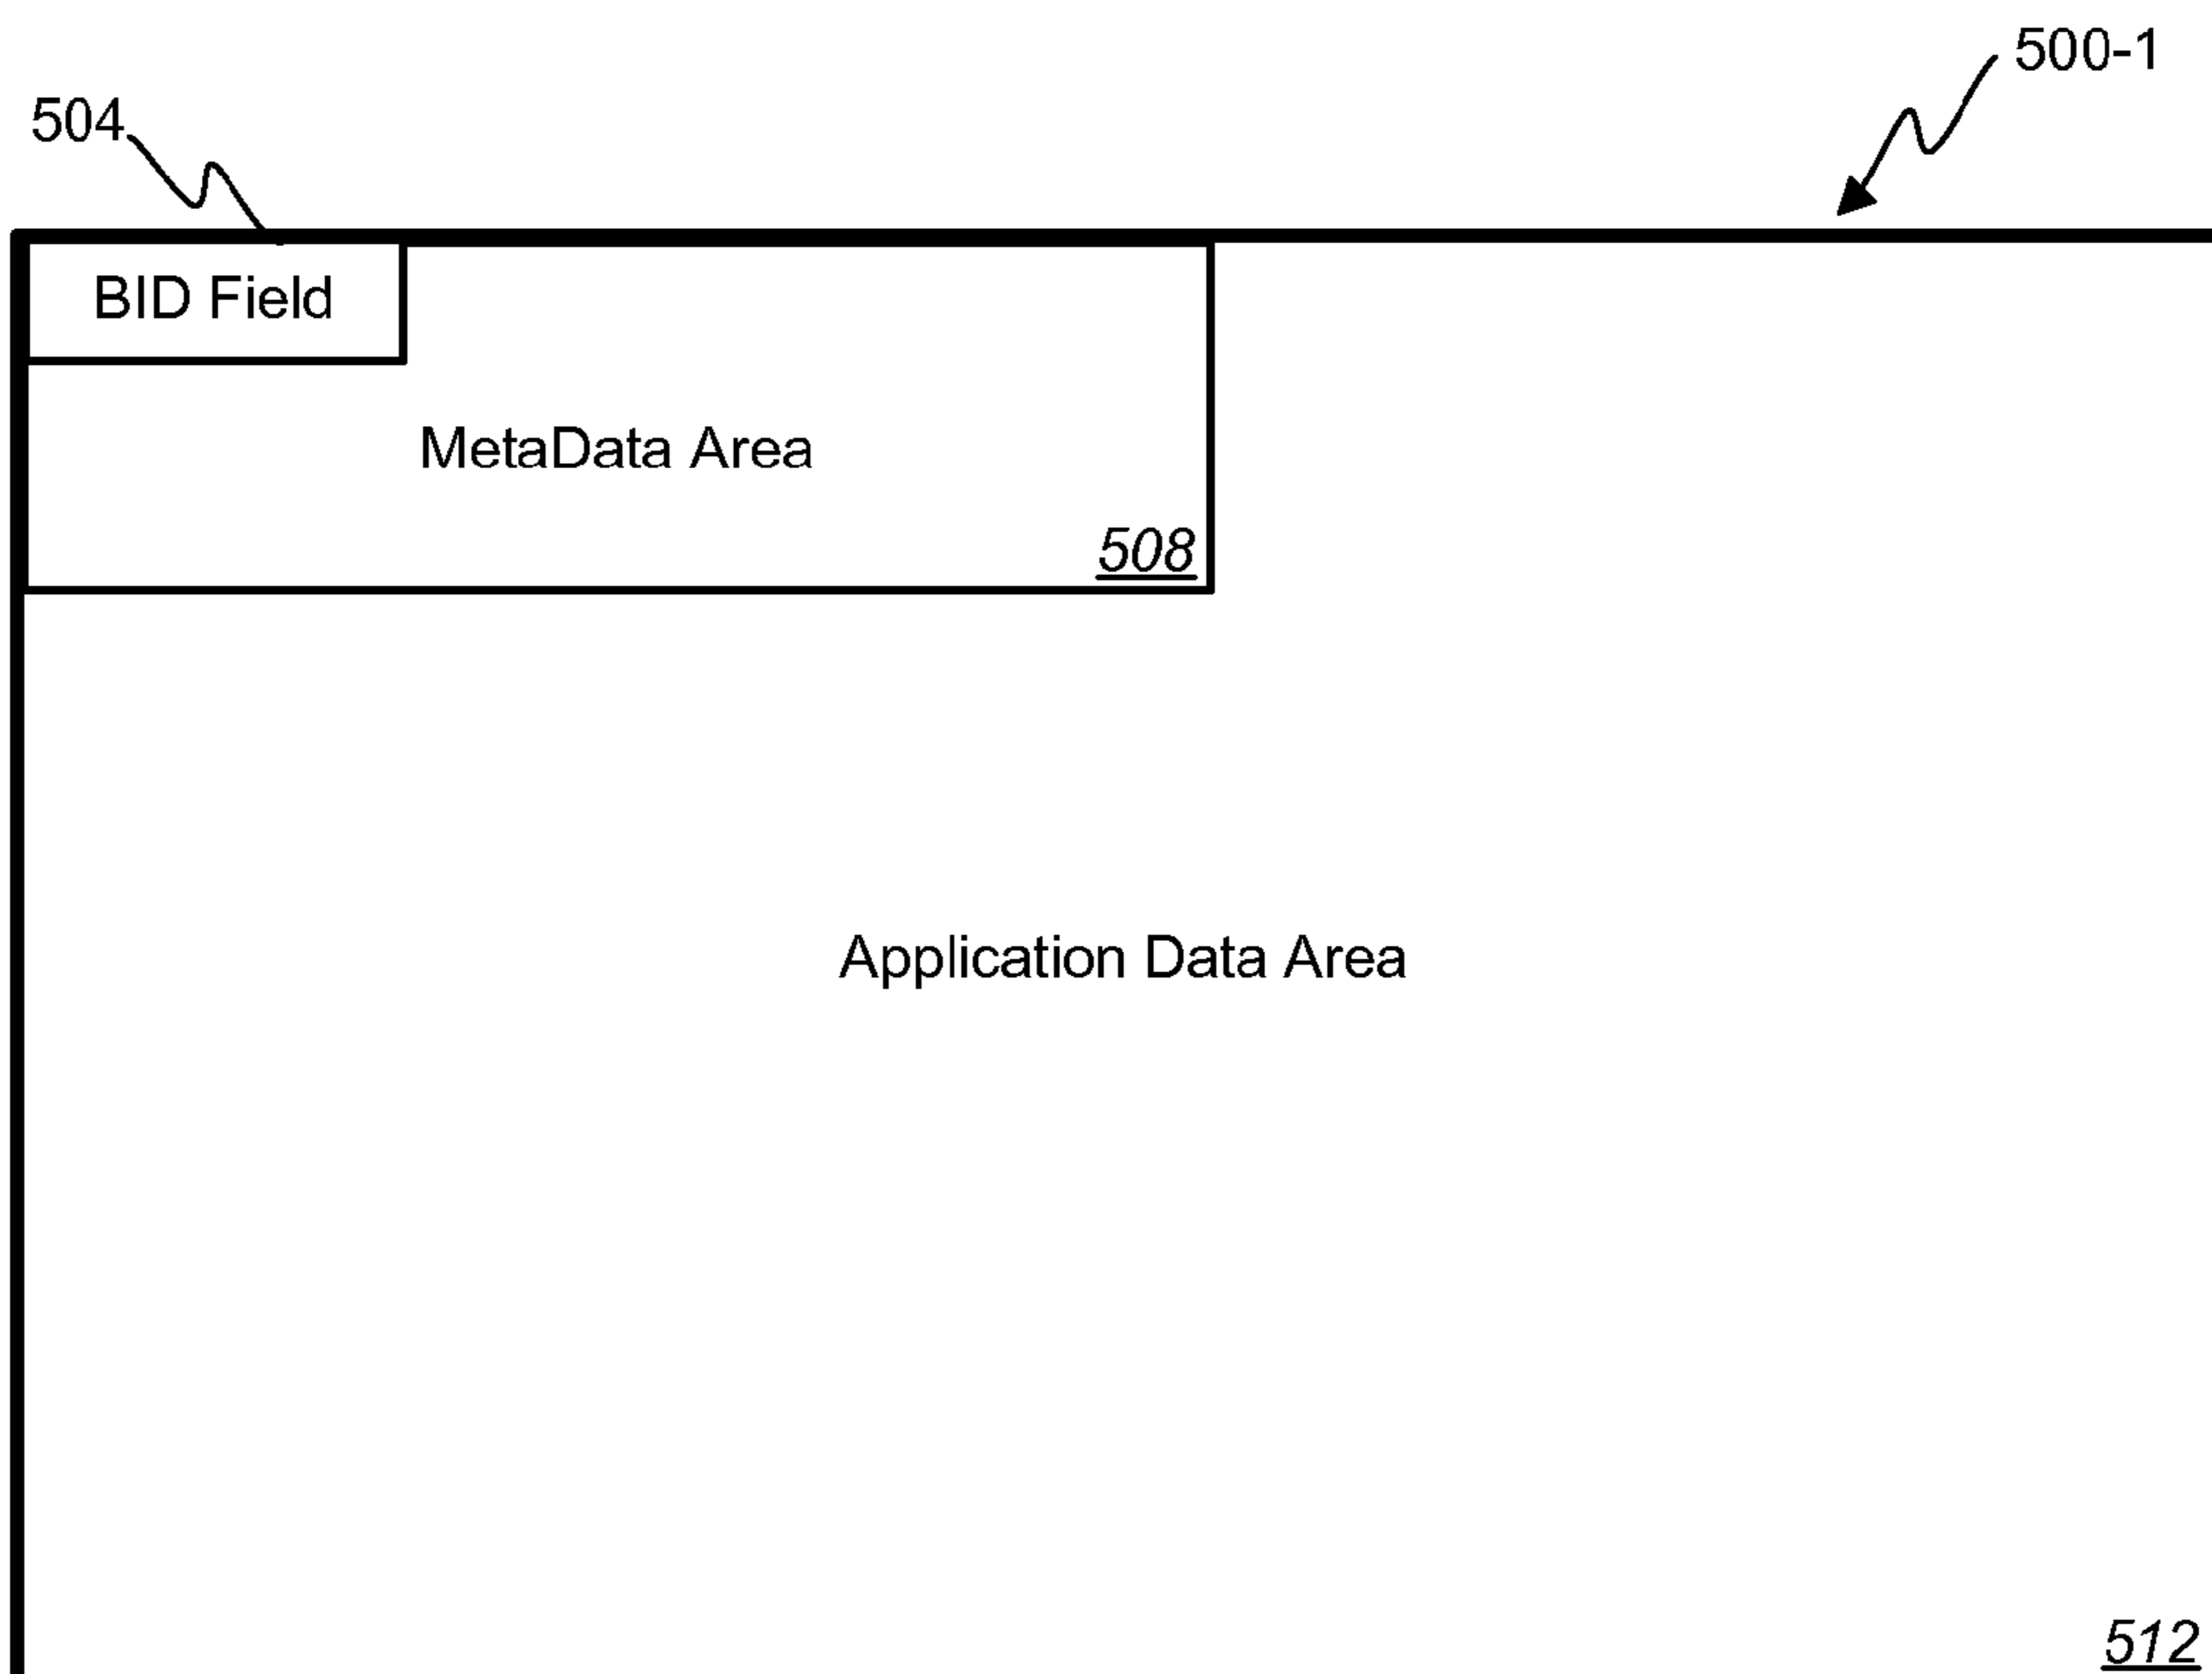 500-1
504
BID Field
MetaData Area
508
Application Data Area
512